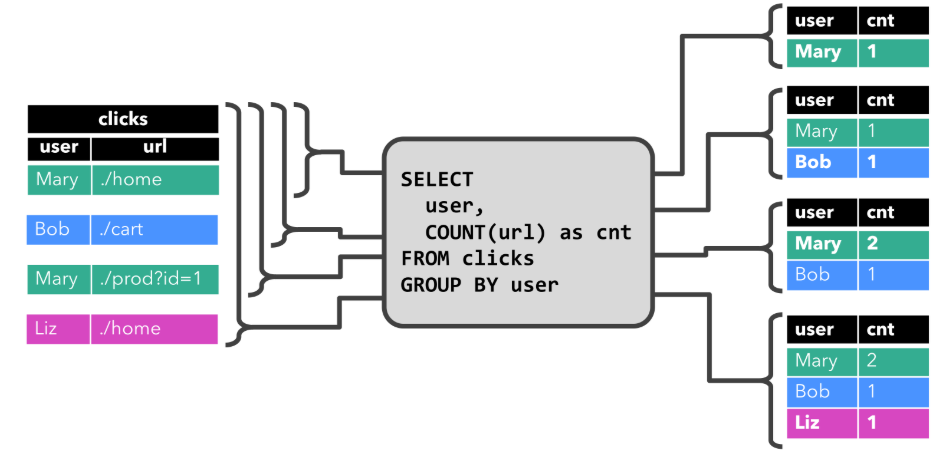 clicks
user url
Mary ./home
Bob ./cart
Mary ./prod?id=1
Liz ./home
SELECT
user,
COUNT(url) as cnt
FROM clicks
GROUP BY user
user cnt
Mary 1
user cnt
Mary 1
Bob 1
user cnt
Mary 2
Bob 1
user cnt
Mary 2
Bob 1
Liz 1